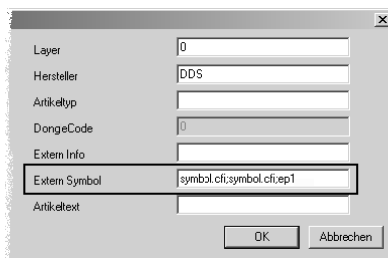 Layer 0
Hersteller DDS
Artikeltyp
DongeCode 0
Extern Info
Extern Symbol symbol.cfi;symbol.cfi;ep1
Artikeltext
OK Abbrechen